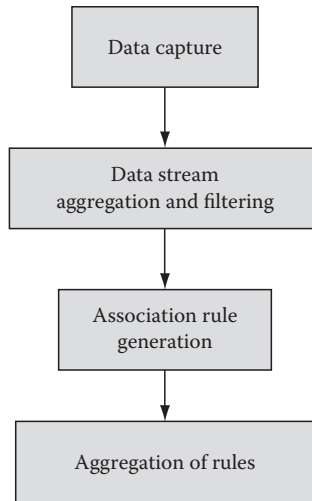 Data capture
Data stream
aggregation and filtering
Association rule
generation
Aggregation of rules